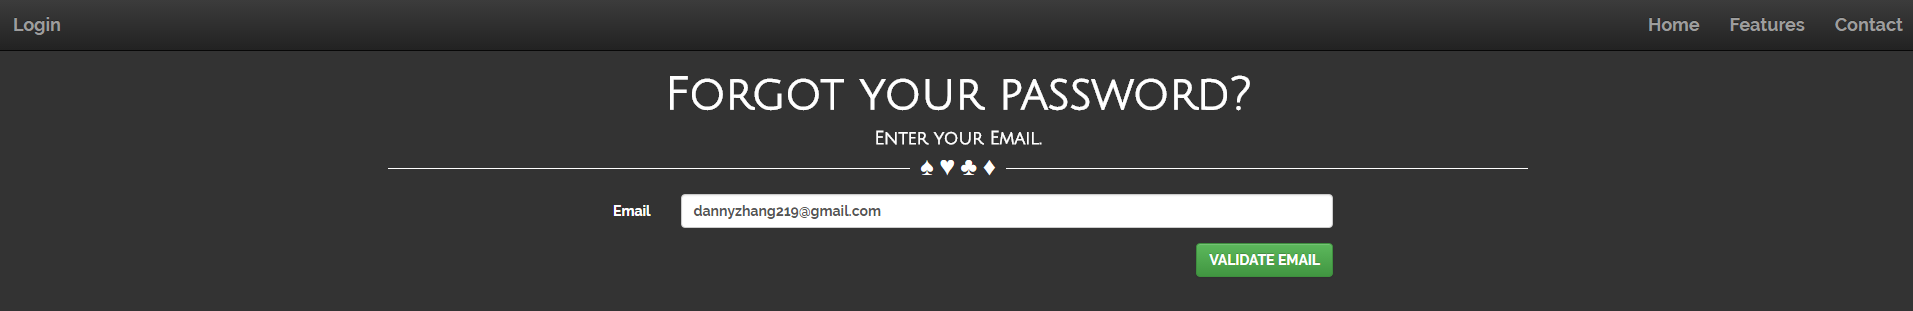 Login Home Features Contact
Forgot your password?
Enter your Email.
Email dannyzhang219@gmail.com
VALIDATE EMAIL